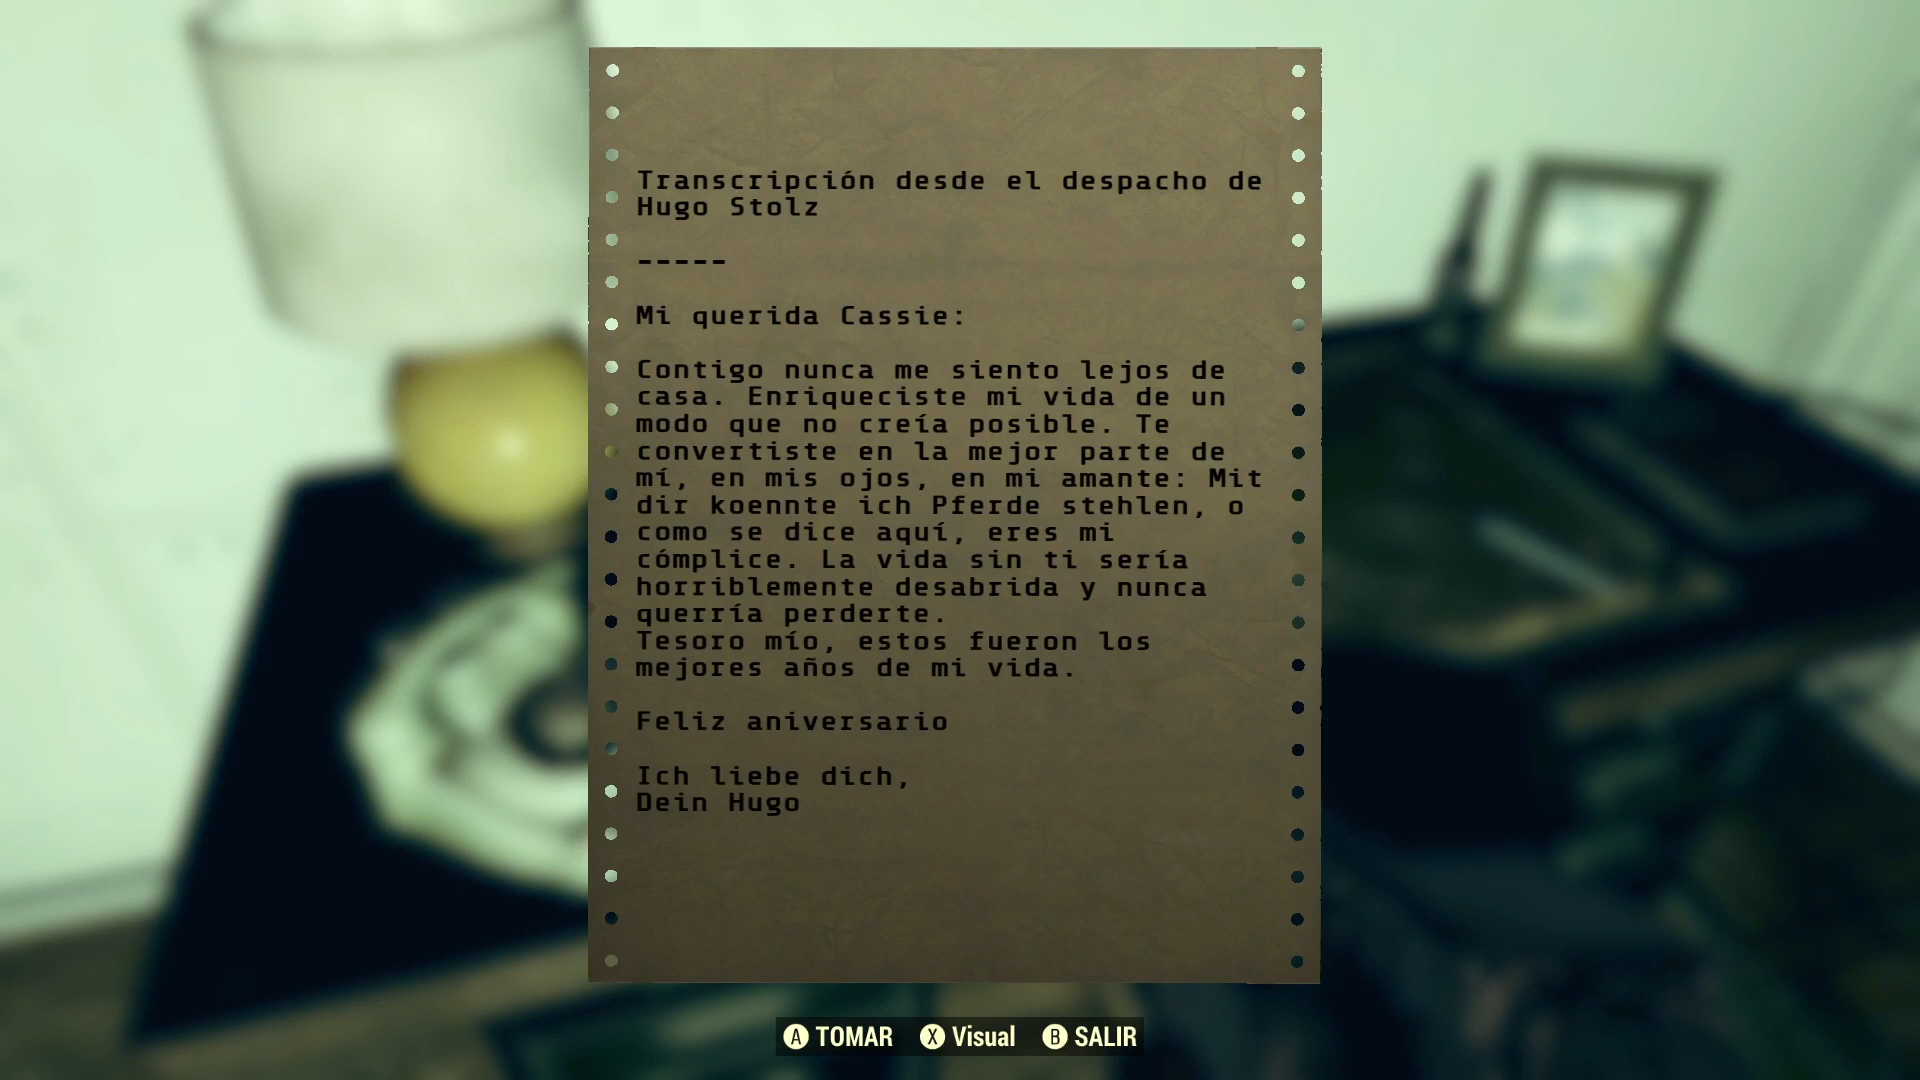 Transcripción desde el despacho de
Hugo Stolz
-----
Mi querida Cassie:
Contigo nunca me siento lejos de
casa. Enriqueciste mi vida de un
modo que no creía posible. Te
convertiste en la mejor parte de
mí, en mis ojos, en mi amante: Mit
dir koennte ich Pferde stehlen, o
como se dice aquí, eres mi
cómplice. La vida sin ti sería
horriblemente desabrida y nunca
querría perderte.
Tesoro mío, estos fueron los
mejores años de mi vida.
Feliz aniversario
Ich liebe dich,
Dein Hugo
A TOMAR X Visual B SALIR